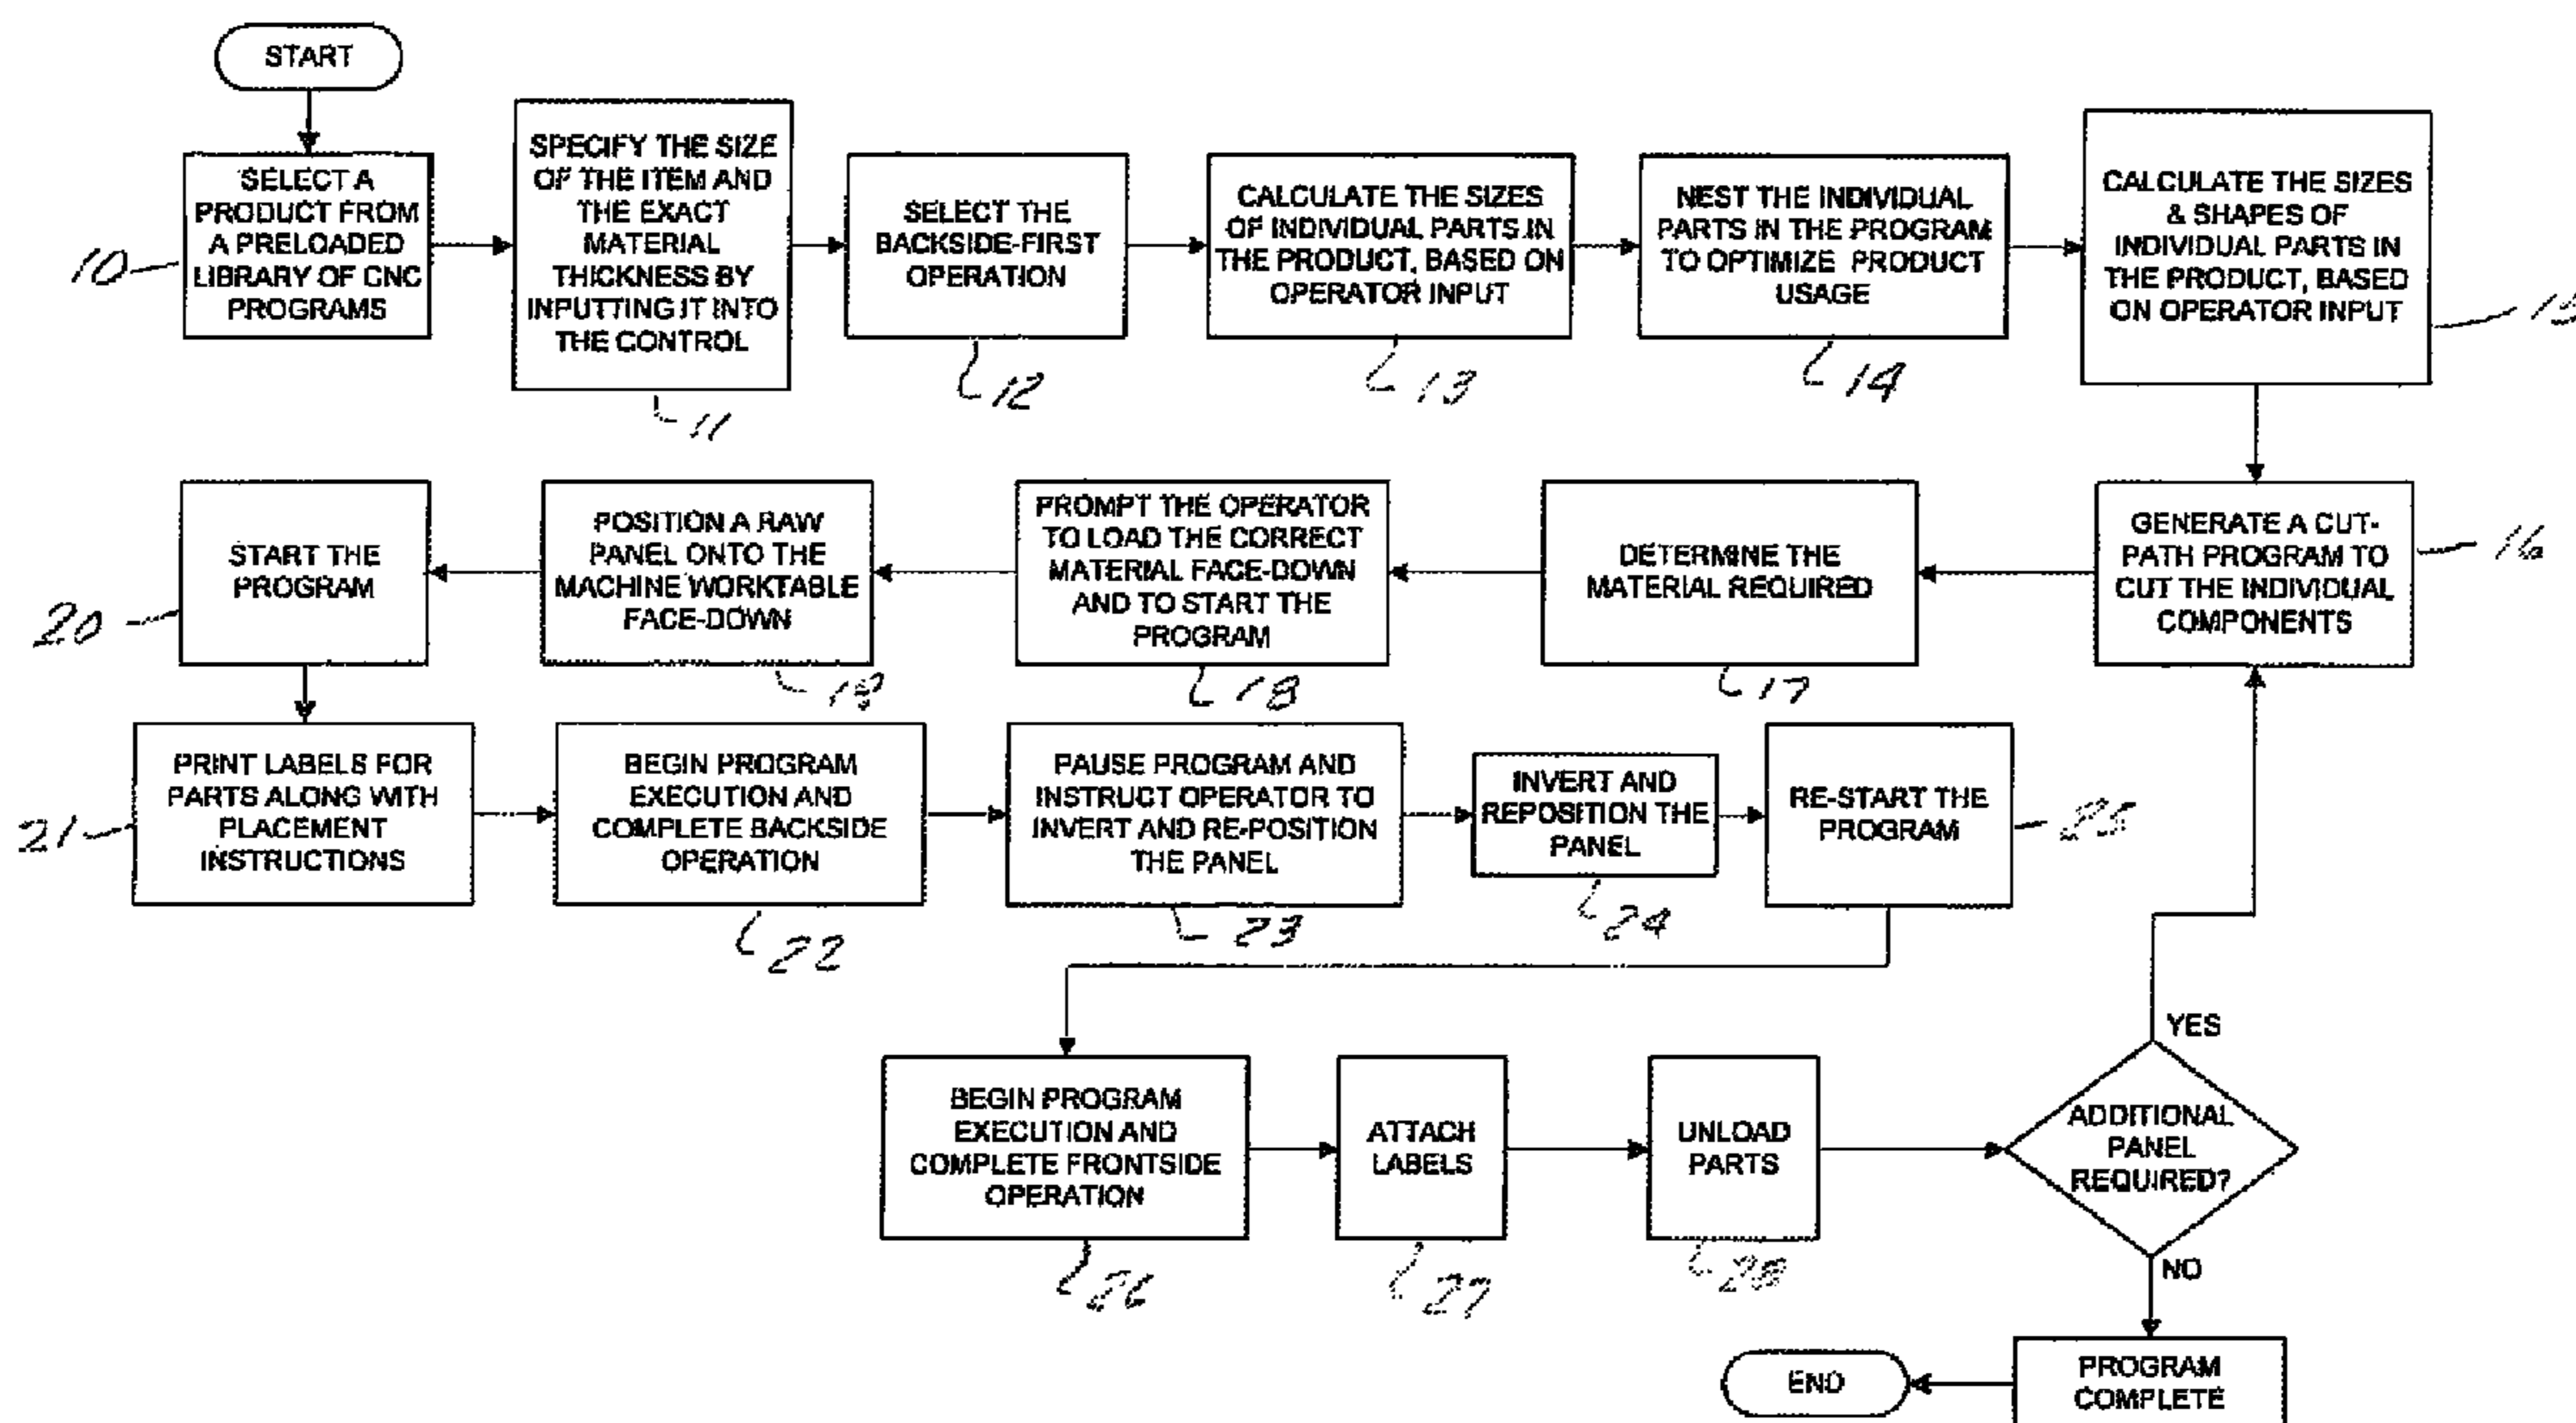 START
SELECT A
PRODUCT FROM
A PRELOADED
LIBRARY OF CNC
PROGRAMS
10
SPECIFY THE SIZE
OF THE ITEM AND
THE EXACT
MATERIAL
THICKNESS BY
INPUTTING IT INTO
THE CONTROL
11
SELECT THE
BACKSIDE-FIRST
OPERATION
12
CALCULATE THE SIZES
OF INDIVIDUAL PARTS IN
THE PRODUCT, BASED ON
OPERATOR INPUT
13
NEST THE INDIVIDUAL
PARTS IN THE PROGRAM
TO OPTIMIZE PRODUCT
USAGE
14
CALCULATE THE SIZES
& SHAPES OF
INDIVIDUAL PARTS IN
THE PRODUCT, BASED
ON OPERATOR INPUT
15
GENERATE A CUT-
PATH PROGRAM TO
CUT THE INDIVIDUAL
COMPONENTS
16
DETERMINE THE
MATERIAL REQUIRED
17
PROMPT THE OPERATOR
TO LOAD THE CORRECT
MATERIAL FACE-DOWN
AND TO START THE
PROGRAM
18
POSITION A RAW
PANEL ONTO THE
MACHINE WORKTABLE
FACE-DOWN
19
START THE
PROGRAM
20
PRINT LABELS FOR
PARTS ALONG WITH
PLACEMENT
INSTRUCTIONS
21
BEGIN PROGRAM
EXECUTION AND
COMPLETE BACKSIDE
OPERATION
22
PAUSE PROGRAM AND
INSTRUCT OPERATOR TO
INVERT AND RE-POSITION
THE PANEL
23
INVERT AND
REPOSITION THE
PANEL
24
RE-START THE
PROGRAM
25
BEGIN PROGRAM
EXECUTION AND
COMPLETE FRONTSIDE
OPERATION
26
ATTACH
LABELS
27
UNLOAD
PARTS
28
ADDITIONAL
PANEL
REQUIRED?
YES
NO
PROGRAM
COMPLETE
END